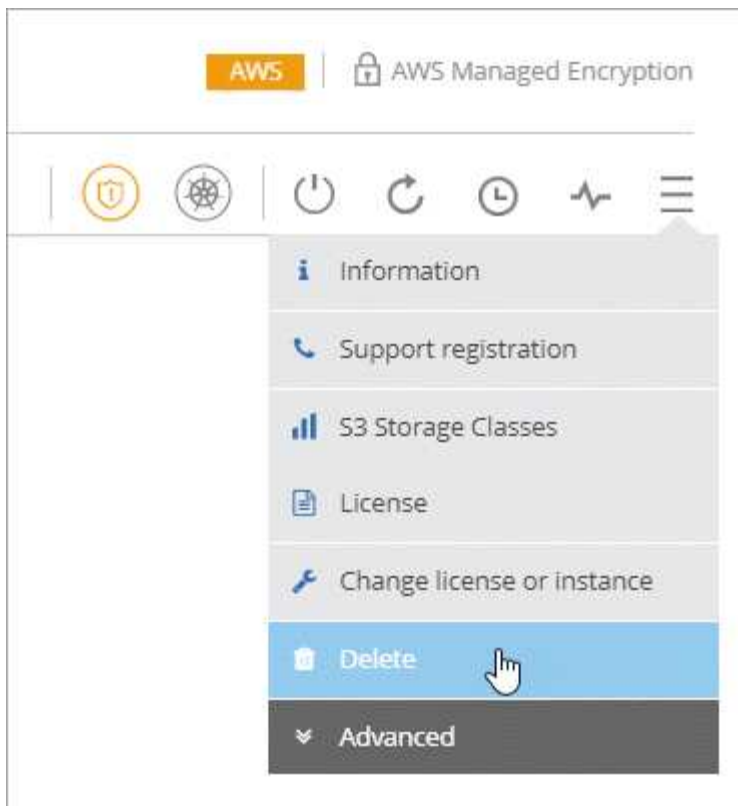 AWS
AWS Managed Encryption
Information
Support registration
S3 Storage Classes
License
Change license or instance
Delete
Advanced